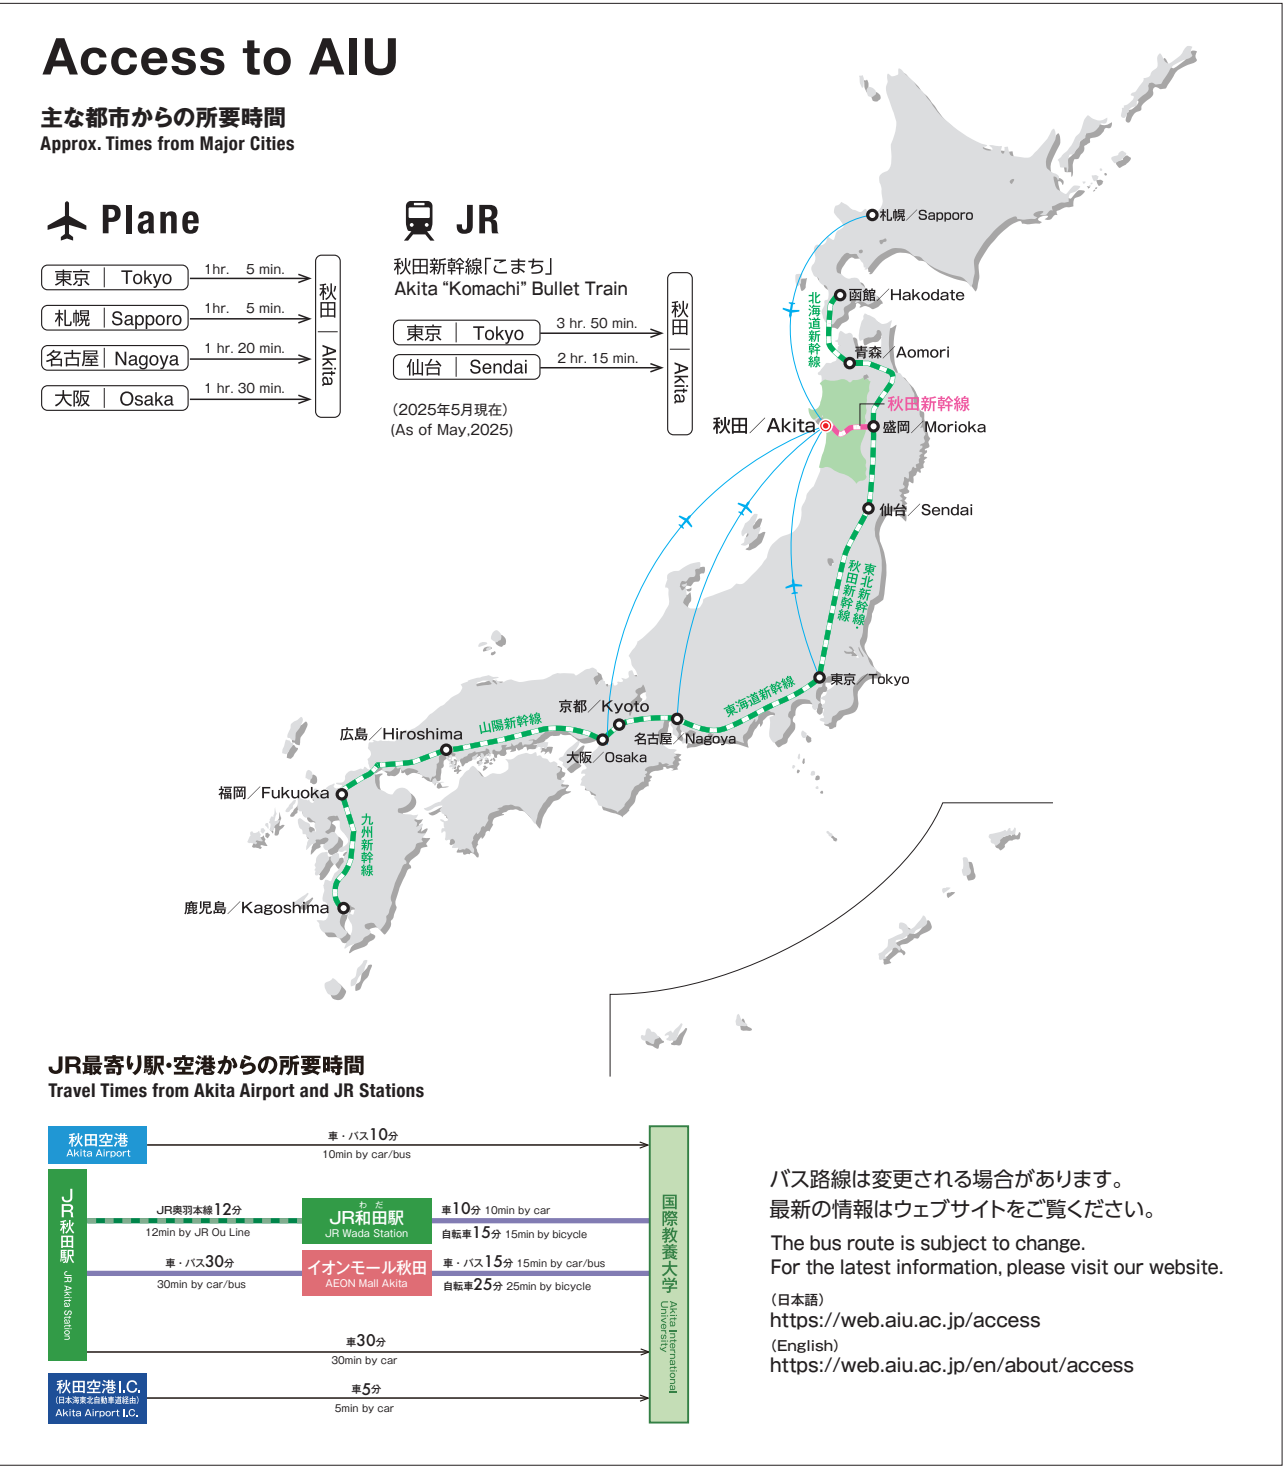 Access to AIU
主な都市からの所要時間
Approx. Times from Major Cities
Plane
東京 | Tokyo
1hr. 5 min.
札幌 | Sapporo
1hr. 5 min.
名古屋 | Nagoya
1 hr. 20 min.
大阪 | Osaka
1 hr. 30 min.
秋田 | Akita
JR
秋田新幹線「こまち」
Akita “Komachi” Bullet Train
東京 | Tokyo
3 hr. 50 min.
仙台 | Sendai
2 hr. 15 min.
秋田 | Akita
(2025年5月現在)
(As of May,2025)
札幌／Sapporo
函館／Hakodate
北海道新幹線
青森／Aomori
秋田新幹線
秋田／Akita
盛岡／Morioka
仙台／Sendai
東北新幹線・
秋田新幹線
東京／Tokyo
東海道新幹線
京都／Kyoto
名古屋／Nagoya
大阪／Osaka
山陽新幹線
広島／Hiroshima
福岡／Fukuoka
九州新幹線
鹿児島／Kagoshima
JR最寄り駅・空港からの所要時間
Travel Times from Akita Airport and JR Stations
秋田空港
Akita Airport
車・バス10分
10min by car/bus
JR秋田駅
JR Akita Station
JR奥羽本線12分
12min by JR Ou Line
わだ
JR和田駅
JR Wada Station
車10分 10min by car
自転車15分 15min by bicycle
車・バス30分
30min by car/bus
イオンモール秋田
AEON Mall Akita
車・バス15分 15min by car/bus
自転車25分 25min by bicycle
車30分
30min by car
秋田空港I.C.
(日本海東北自動車道経由)
Akita Airport I.C.
車5分
5min by car
国際教養大学
Akita International
University
バス路線は変更される場合があります。
最新の情報はウェブサイトをご覧ください。
The bus route is subject to change.
For the latest information, please visit our website.
(日本語)
https://web.aiu.ac.jp/access
(English)
https://web.aiu.ac.jp/en/about/access